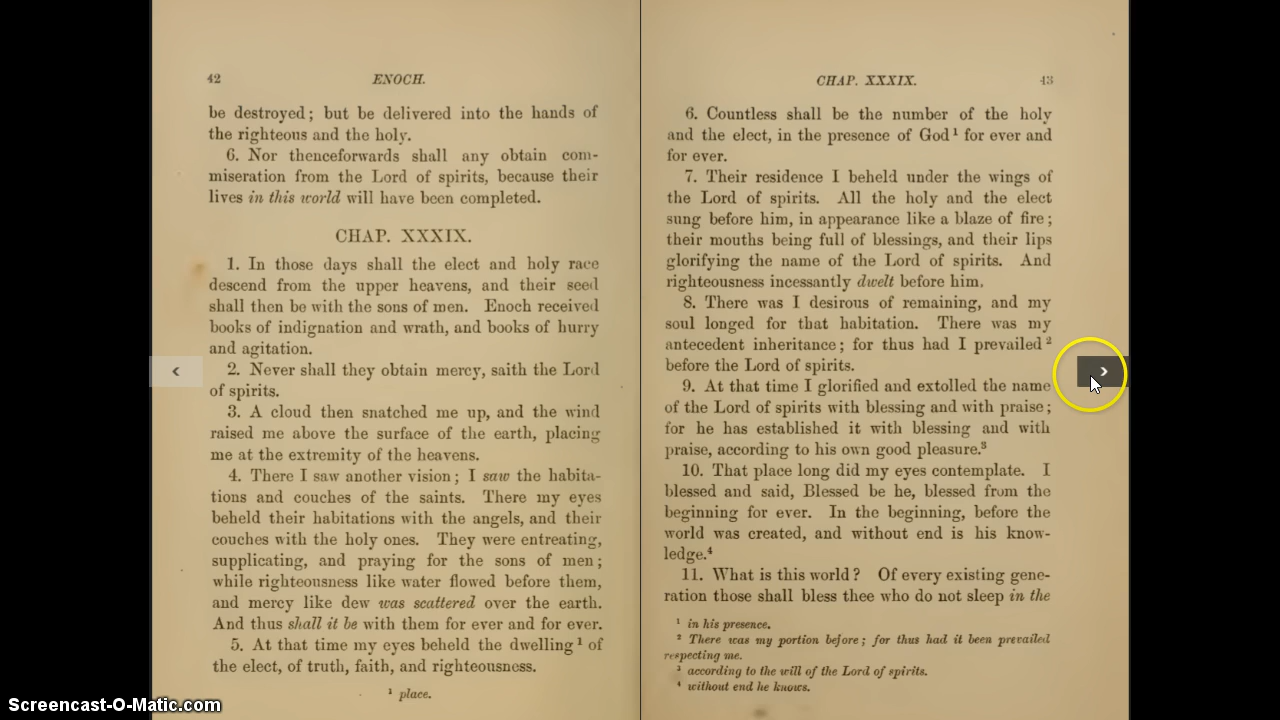 42 ENOCH.
be destroyed; but be delivered into the hands of
the righteous and the holy.
6. Nor thenceforwards shall any obtain com-
miseration from the Lord of spirits, because their
lives in this world will have been completed.
CHAP. XXXIX.
1. In those days shall the elect and holy race
descend from the upper heavens, and their seed
shall then be with the sons of men. Enoch received
books of indignation and wrath, and books of hurry
and agitation.
2. Never shall they obtain mercy, saith the Lord
of spirits.
3. A cloud then snatched me up, and the wind
raised me above the surface of the earth, placing
me at the extremity of the heavens.
4. There I saw another vision; I saw the habita-
tions and couches of the saints. There my eyes
beheld their habitations with the angels, and their
couches with the holy ones. They were entreating,
supplicating, and praying for the sons of men;
while righteousness like water flowed before them,
and mercy like dew was scattered over the earth.
And thus shall it be with them for ever and for ever.
5. At that time my eyes beheld the dwelling¹ of
the elect, of truth, faith, and righteousness.
¹ place.
CHAP. XXXIX. 43
6. Countless shall be the number of the holy
and the elect, in the presence of God¹ for ever and
for ever.
7. Their residence I beheld under the wings of
the Lord of spirits. All the holy and the elect
sung before him, in appearance like a blaze of fire;
their mouths being full of blessings, and their lips
glorifying the name of the Lord of spirits. And
righteousness incessantly dwelt before him.
8. There was I desirous of remaining, and my
soul longed for that habitation. There was my
antecedent inheritance; for thus had I prevailed²
before the Lord of spirits.
9. At that time I glorified and extolled the name
of the Lord of spirits with blessing and with praise;
for he has established it with blessing and with
praise, according to his own good pleasure.³
10. That place long did my eyes contemplate. I
blessed and said, Blessed be he, blessed from the
beginning for ever. In the beginning, before the
world was created, and without end is his know-
ledge.⁴
11. What is this world? Of every existing gene-
ration those shall bless thee who do not sleep in the
¹ in his presence.
² There was my portion before; for thus had it been prevailed
respecting me.
³ according to the will of the Lord of spirits.
⁴ without end he knows.
Screencast-O-Matic.com